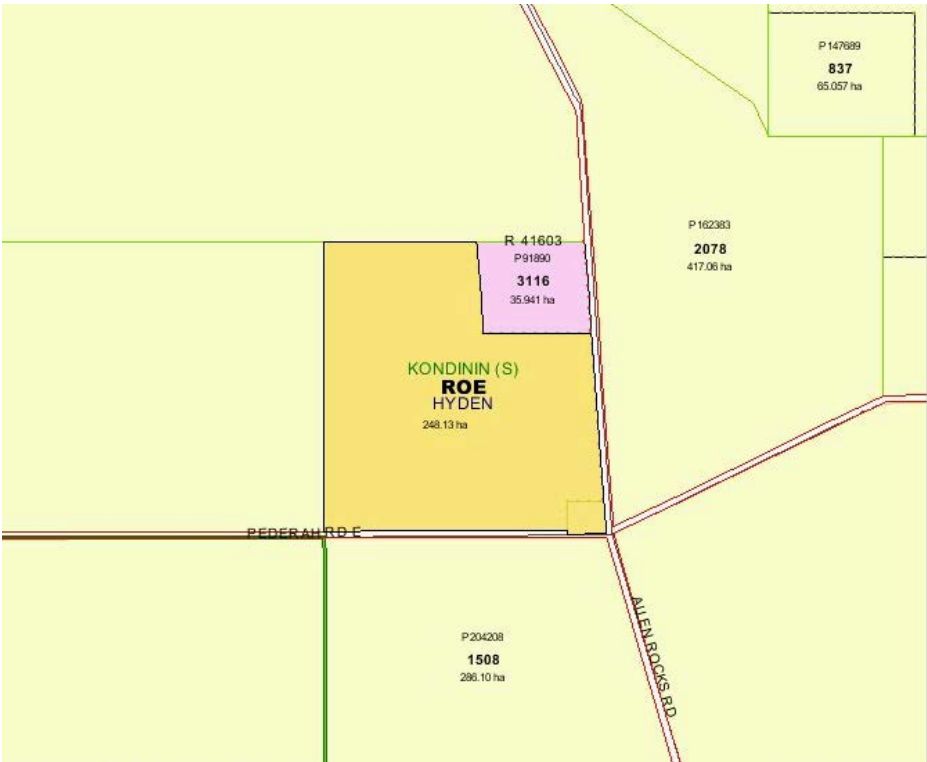 P147689
837
65.057 ha
P162383
2078
417.06 ha
R 41603
P91890
3116
35.941 ha
KONDININ (S)
ROE
HYDEN
248.13 ha
PEDERAH RD E
ALLEN ROCKS RD
P204208
1508
286.10 ha